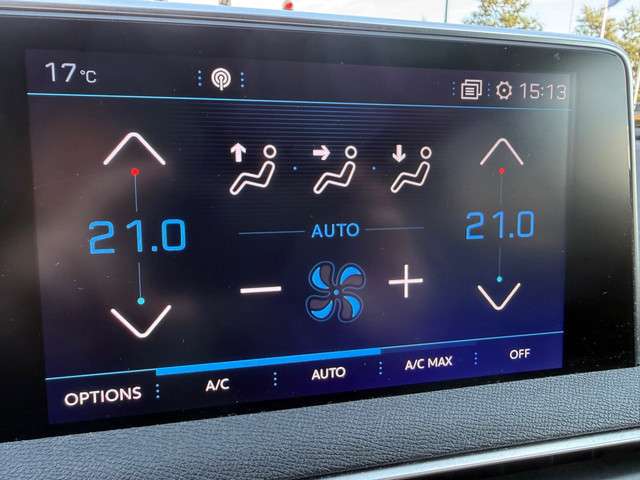 17°C 15:13
21.0 AUTO 21.0
OPTIONS A/C AUTO A/C MAX OFF